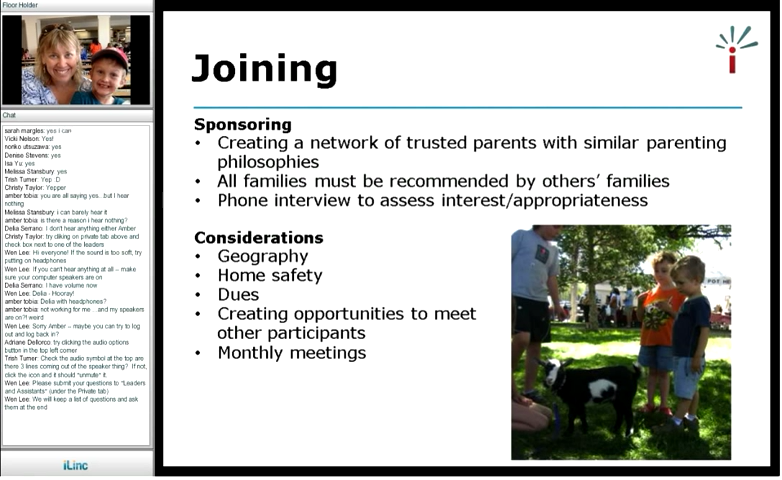 Floor Holder
Chat
sarah margles: yes i can
Vicki Nelson: Yes!
noriko utsuzawa: yes
Denise Stevens: yes
Isa Yu: yes
Melissa Stansbury: yes
Trish Turner: Yep :D
Christy Taylor: Yepper
amber tobia: you are all saying yes...but I hear
nothing
Melissa Stansbury: i can barely hear it
amber tobia: is there a reason i hear nothing?
Delia Serrano: I don't hear anything either Amber
Christy Taylor: try cliking on private tab above and
check box next to one of the leaders
Wen Lee: Hi everyone! If the sound is too soft, try
putting on headphones
Wen Lee: If you can't hear anything at all – make
sure your computer speakers are on
Delia Serrano: I have volume now
Wen Lee: Delia - Hooray!
amber tobia: Delia with headphones?
amber tobia: not working for me ...and my speakers
are on?! weird
Wen Lee: Sorry Amber – maybe you can try to log
out and log back in?
Adriane Dellorco: try clicking the audio options
button in the top left corner
Trish Turner: Check the audio symbol at the top are
there 3 lines coming out of the speaker thing? If not,
click the icon and it should "unmute" it.
Wen Lee: Please submit your questions to "Leaders
and Assistants" (under the Private tab)
Wen Lee: We will keep a list of questions and ask
them at the end
iLinc
Joining
Sponsoring
• Creating a network of trusted parents with similar parenting
philosophies
• All families must be recommended by others' families
• Phone interview to assess interest/appropriateness
Considerations
• Geography
• Home safety
• Dues
• Creating opportunities to meet
other participants
• Monthly meetings